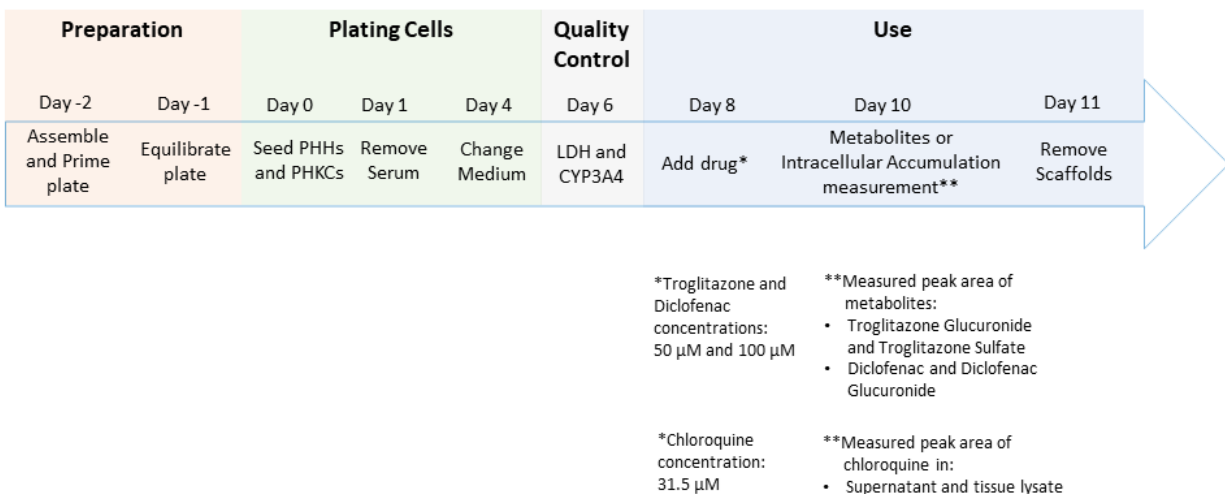 Preparation
Plating Cells
Quality
Control
Use
Day -2
Day -1
Day 0
Day 1
Day 4
Day 6
Day 8
Day 10
Day 11
Assemble
and Prime
plate
Equilibrate
plate
Seed PHHs
and PHKCs
Remove
Serum
Change
Medium
LDH and
CYP3A4
Add drug*
Metabolites or
Intracellular Accumulation
measurement**
Remove
Scaffolds
*Troglitazone and
Diclofenac
concentrations:
50 µM and 100 µM
**Measured peak area of
metabolites:
• Troglitazone Glucuronide
and Troglitazone Sulfate
• Diclofenac and Diclofenac
Glucuronide
*Chloroquine
concentration:
31.5 µM
**Measured peak area of
chloroquine in:
• Supernatant and tissue lysate